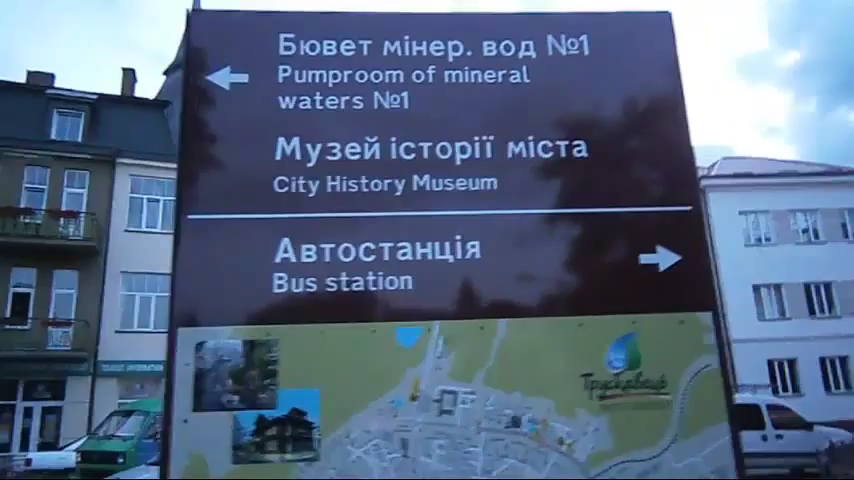 Бювет мінер. вод №1
Pumproom of mineral
waters №1
Музей історії міста
City History Museum
Автостанція
Bus station
Трускавець